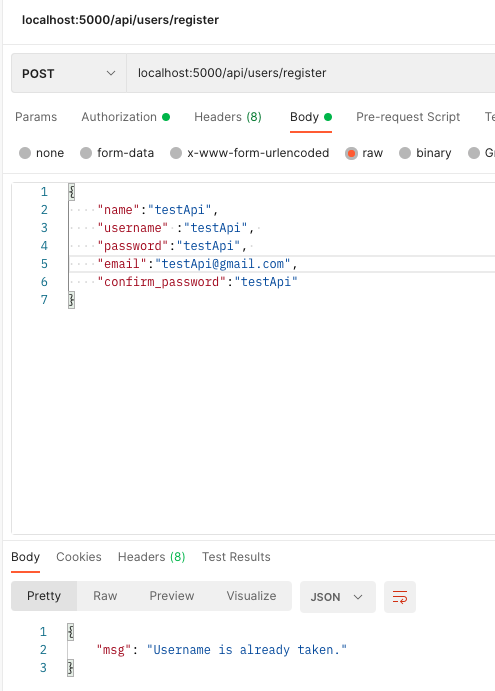 localhost:5000/api/users/register
POST localhost:5000/api/users/register
Params Authorization Headers (8) Body Pre-request Script Te
none form-data x-www-form-urlencoded raw binary G
1 {
2 "name":"testApi",
3 "username" :"testApi",
4 "password":"testApi",
5 "email":"testApi@gmail.com",
6 "confirm_password":"testApi"
7 }
Body Cookies Headers (8) Test Results
Pretty Raw Preview Visualize JSON
1 {
2 "msg": "Username is already taken."
3 }